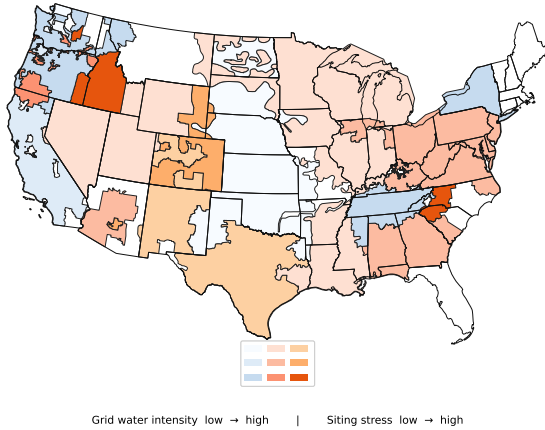 Grid water intensity low → high | Siting stress low → high